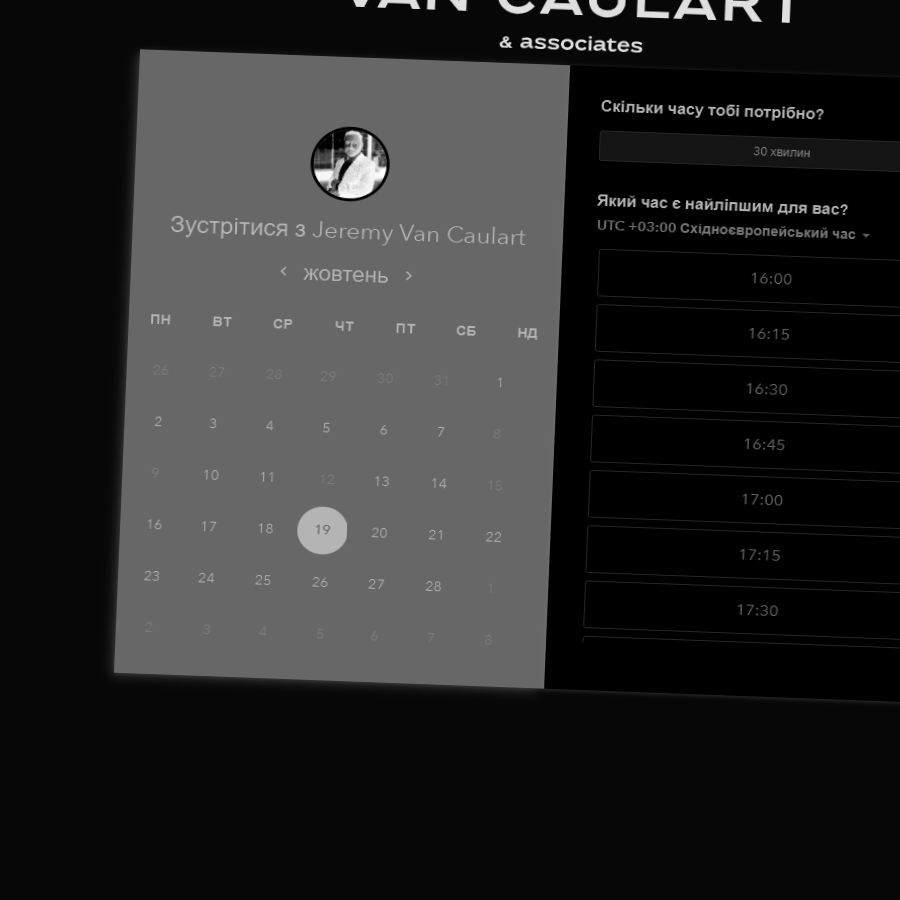 VAN CAULART
& associates
Зустрітися з Jeremy Van Caulart
‹ жовтень ›
ПН ВТ СР ЧТ ПТ СБ НД
26 27 28 29 30 31 1
2 3 4 5 6 7 8
9 10 11 12 13 14 15
16 17 18 19 20 21 22
23 24 25 26 27 28 1
2 3 4 5 6 7 8
Скільки часу тобі потрібно?
30 хвилин
Який час є найліпшим для вас?
UTC +03:00 Східноєвропейський час
16:00
16:15
16:30
16:45
17:00
17:15
17:30